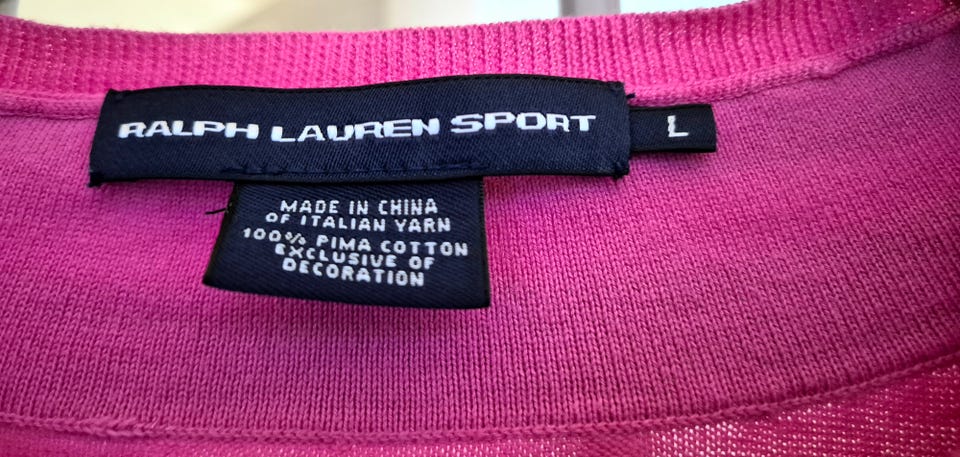 RALPH LAUREN SPORT
L
MADE IN CHINA
OF ITALIAN YARN
100% PIMA COTTON
EXCLUSIVE OF
DECORATION